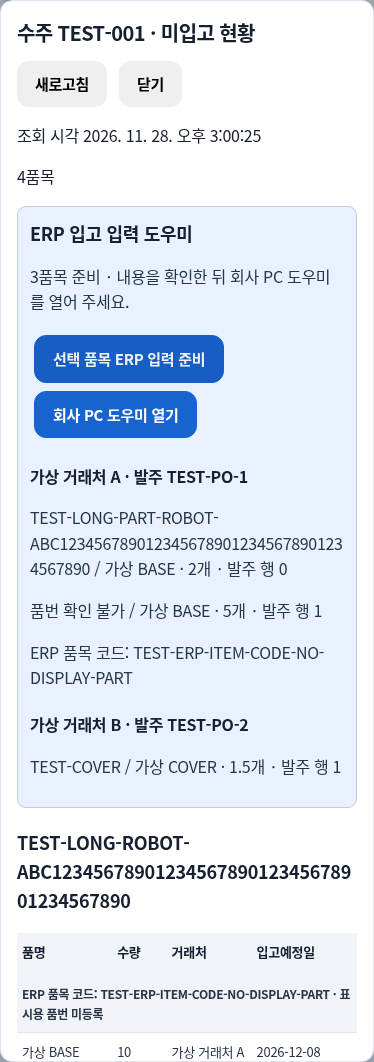 수주 TEST-001 · 미입고 현황
새로고침 닫기
조회 시각 2026. 11. 28. 오후 3:00:25
4품목
ERP 입고 입력 도우미
3품목 준비 · 내용을 확인한 뒤 회사 PC 도우미
를 열어 주세요.
선택 품목 ERP 입력 준비
회사 PC 도우미 열기
가상 거래처 A · 발주 TEST-PO-1
TEST-LONG-PART-ROBOT-
ABC123456789012345678901234567890123
4567890 / 가상 BASE · 2개 · 발주 행 0
품번 확인 불가 / 가상 BASE · 5개 · 발주 행 1
ERP 품목 코드: TEST-ERP-ITEM-CODE-NO-
DISPLAY-PART
가상 거래처 B · 발주 TEST-PO-2
TEST-COVER / 가상 COVER · 1.5개 · 발주 행 1
TEST-LONG-ROBOT-
ABC12345678901234567890123456789
01234567890
품명 수량 거래처 입고예정일
ERP 품목 코드: TEST-ERP-ITEM-CODE-NO-DISPLAY-PART · 표
시용 품번 미등록
가상 BASE 10 가상 거래처 A 2026-12-08